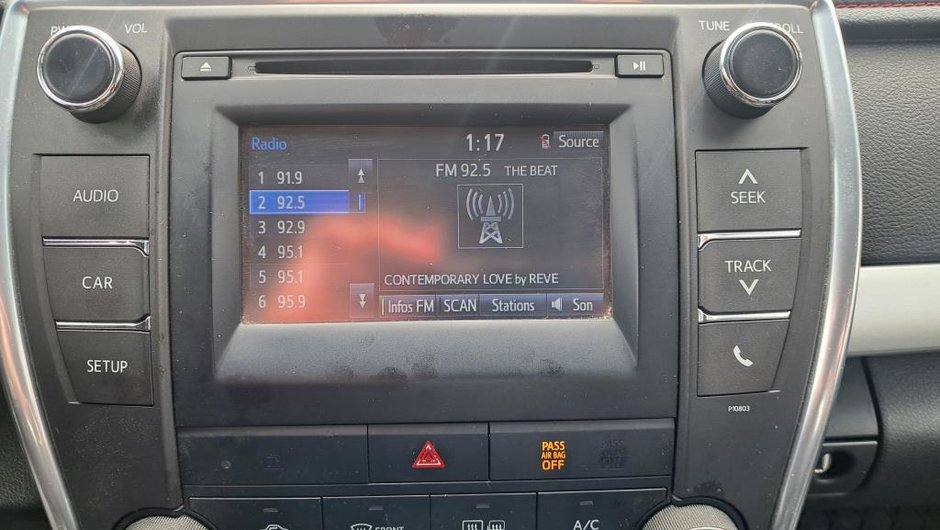 PWR VOL
TUNE SCROLL
Radio 1:17 Source
FM 92.5 THE BEAT
1 91.9
2 92.5
3 92.9
4 95.1
5 95.1
6 95.9
CONTEMPORARY LOVE by REVE
Infos FM SCAN Stations Son
AUDIO
CAR
SETUP
SEEK
TRACK
P10803
PASS
AIR BAG
OFF
FRONT
A/C